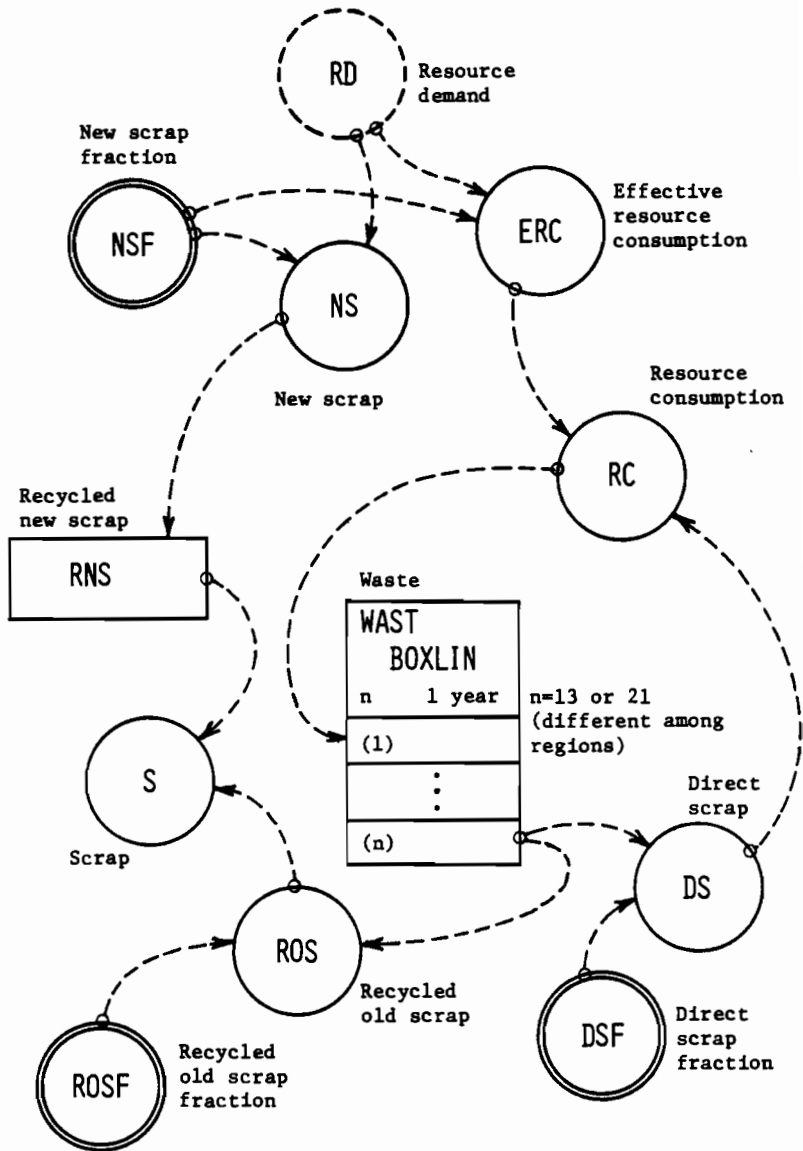 RD
Resource
demand
New scrap
fraction
NSF
ERC
Effective
resource
consumption
NS
New scrap
Resource
consumption
RC
Recycled
new scrap
RNS
Waste
WAST
BOXLIN
n 1 year
n=13 or 21
(different among
regions)
(1)
(n)
S
Scrap
Direct
scrap
DS
ROS
Recycled
old scrap
DSF
Direct
scrap
fraction
ROSF
Recycled
old scrap
fraction